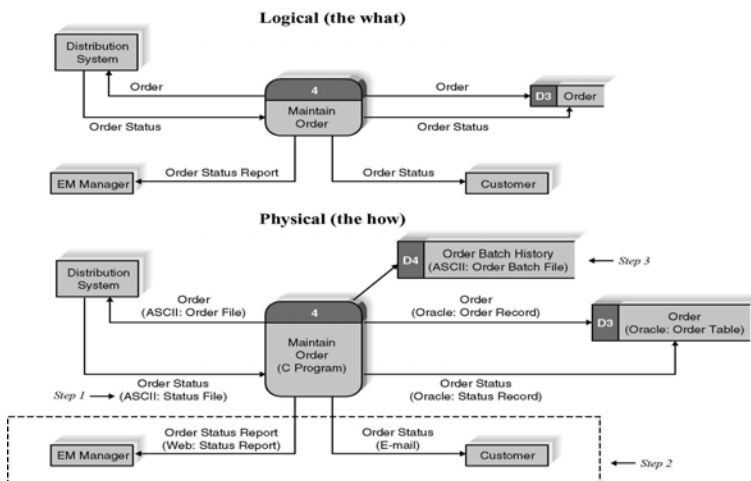 Logical (the what)
Distribution
System
Order
Order Status
4
Maintain
Order
Order
Order Status
D3 Order
Order Status Report
Order Status
EM Manager
Customer
Physical (the how)
D4
Order Batch History
(ASCII: Order Batch File)
Step 3
Distribution
System
Order
(ASCII: Order File)
4
Maintain
Order
(C Program)
Order
(Oracle: Order Record)
D3
Order
(Oracle: Order Table)
Order Status
(ASCII: Status File)
Step 1
Order Status
(Oracle: Status Record)
Order Status Report
(Web: Status Report)
Order Status
(E-mail)
EM Manager
Customer
Step 2